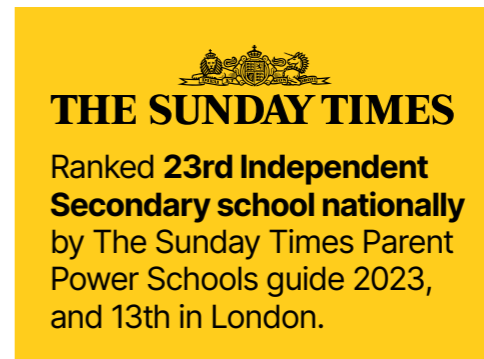 THE SUNDAY TIMES
Ranked 23rd Independent
Secondary school nationally
by The Sunday Times Parent
Power Schools guide 2023,
and 13th in London.